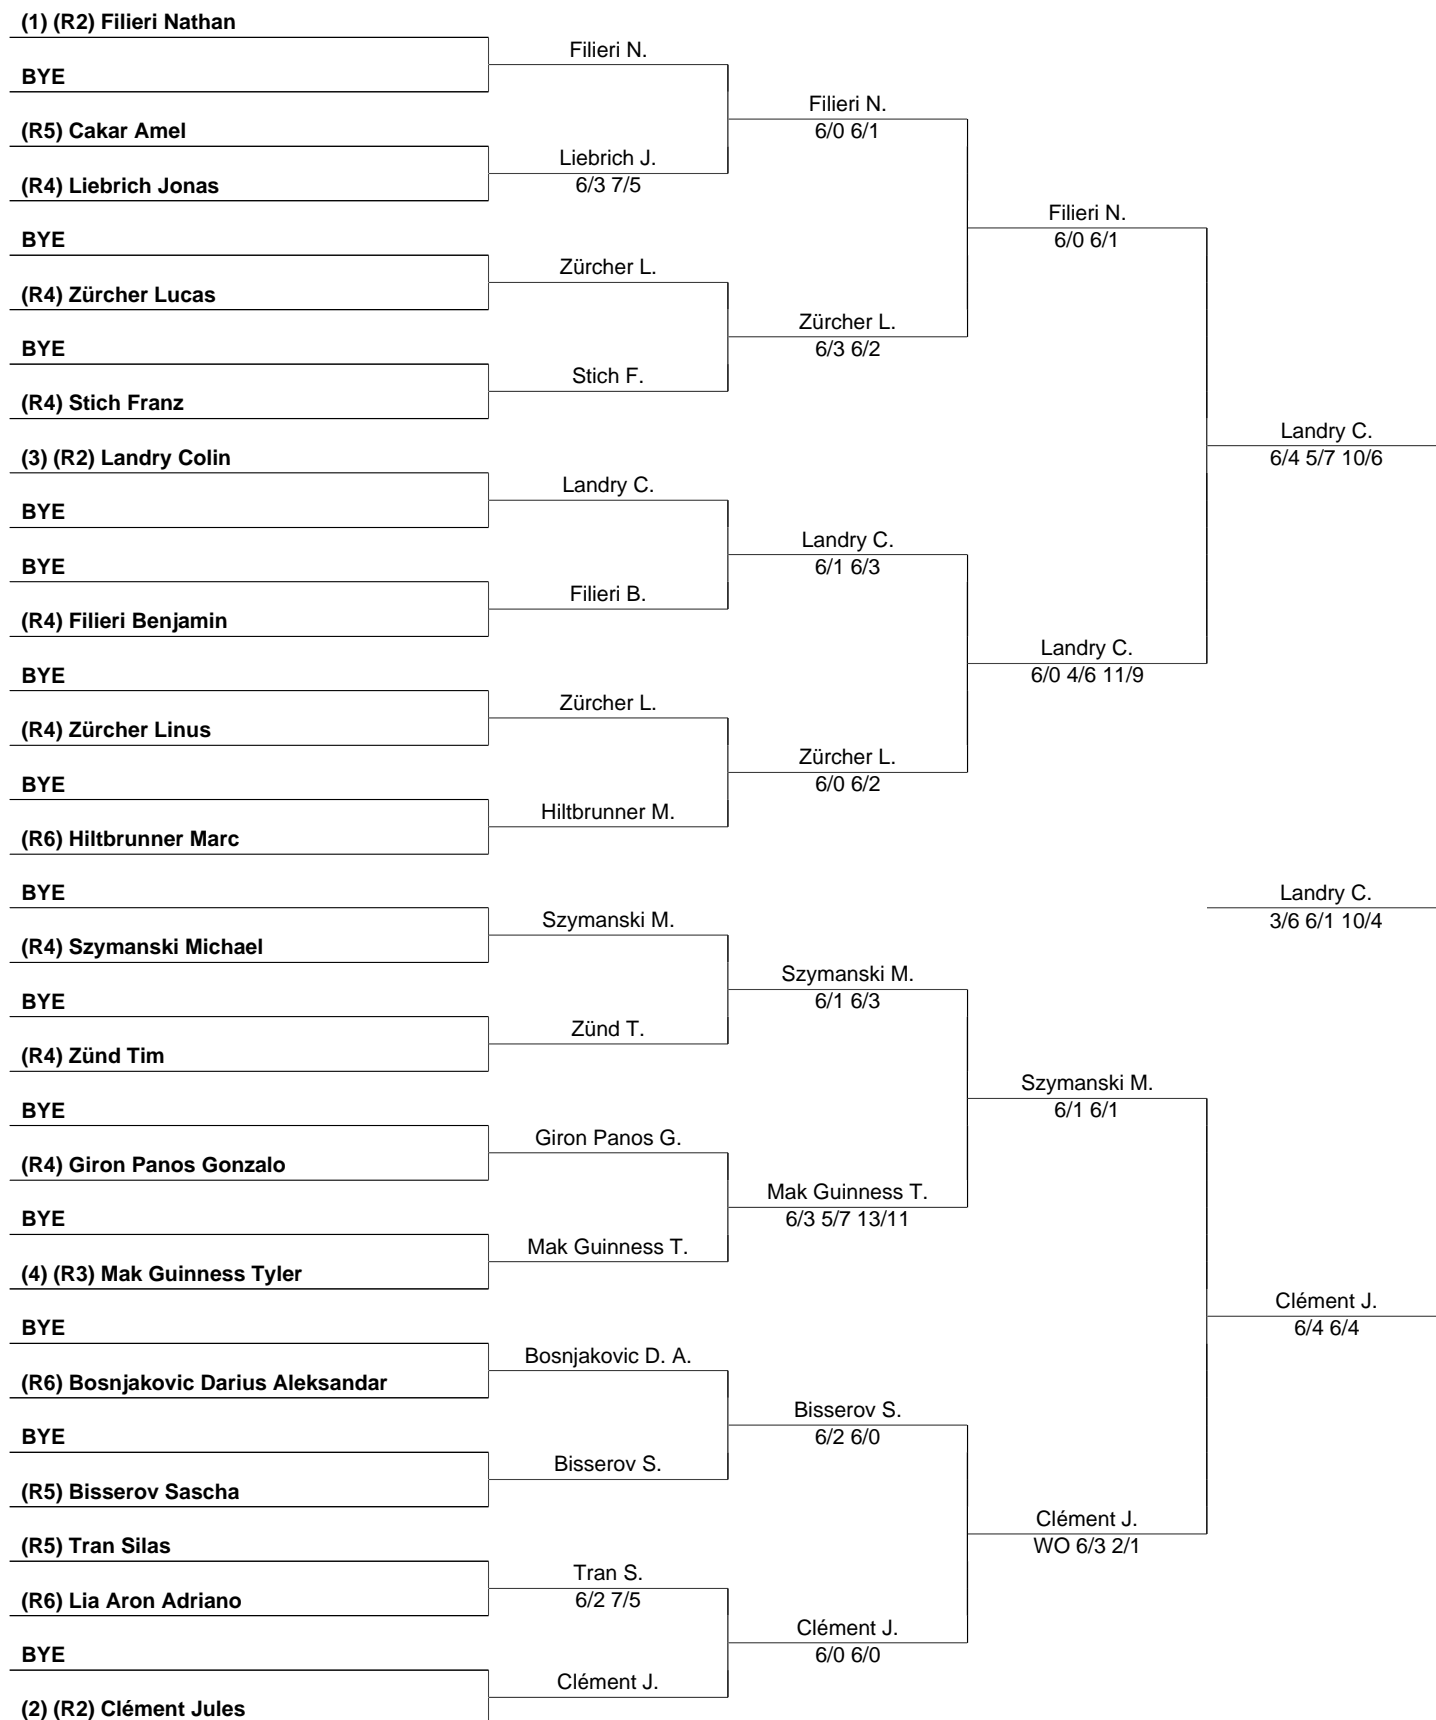 (1) (R2) Filieri Nathan
Filieri N.
BYE
Filieri N.
6/0 6/1
(R5) Cakar Amel
Liebrich J.
6/3 7/5
(R4) Liebrich Jonas
Filieri N.
6/0 6/1
BYE
Zürcher L.
(R4) Zürcher Lucas
Zürcher L.
6/3 6/2
BYE
Stich F.
(R4) Stich Franz
Landry C.
6/4 5/7 10/6
(3) (R2) Landry Colin
Landry C.
BYE
Landry C.
6/1 6/3
BYE
Filieri B.
(R4) Filieri Benjamin
Landry C.
6/0 4/6 11/9
BYE
Zürcher L.
(R4) Zürcher Linus
Zürcher L.
6/0 6/2
BYE
Hiltbrunner M.
(R6) Hiltbrunner Marc
Landry C.
3/6 6/1 10/4
BYE
Szymanski M.
(R4) Szymanski Michael
Szymanski M.
6/1 6/3
BYE
Zünd T.
(R4) Zünd Tim
Szymanski M.
6/1 6/1
BYE
Giron Panos G.
(R4) Giron Panos Gonzalo
Mak Guinness T.
6/3 5/7 13/11
BYE
Mak Guinness T.
(4) (R3) Mak Guinness Tyler
Clément J.
6/4 6/4
BYE
Bosnjakovic D. A.
(R6) Bosnjakovic Darius Aleksandar
Bisserov S.
6/2 6/0
BYE
Bisserov S.
(R5) Bisserov Sascha
Clément J.
WO 6/3 2/1
(R5) Tran Silas
Tran S.
6/2 7/5
(R6) Lia Aron Adriano
Clément J.
6/0 6/0
BYE
Clément J.
(2) (R2) Clément Jules